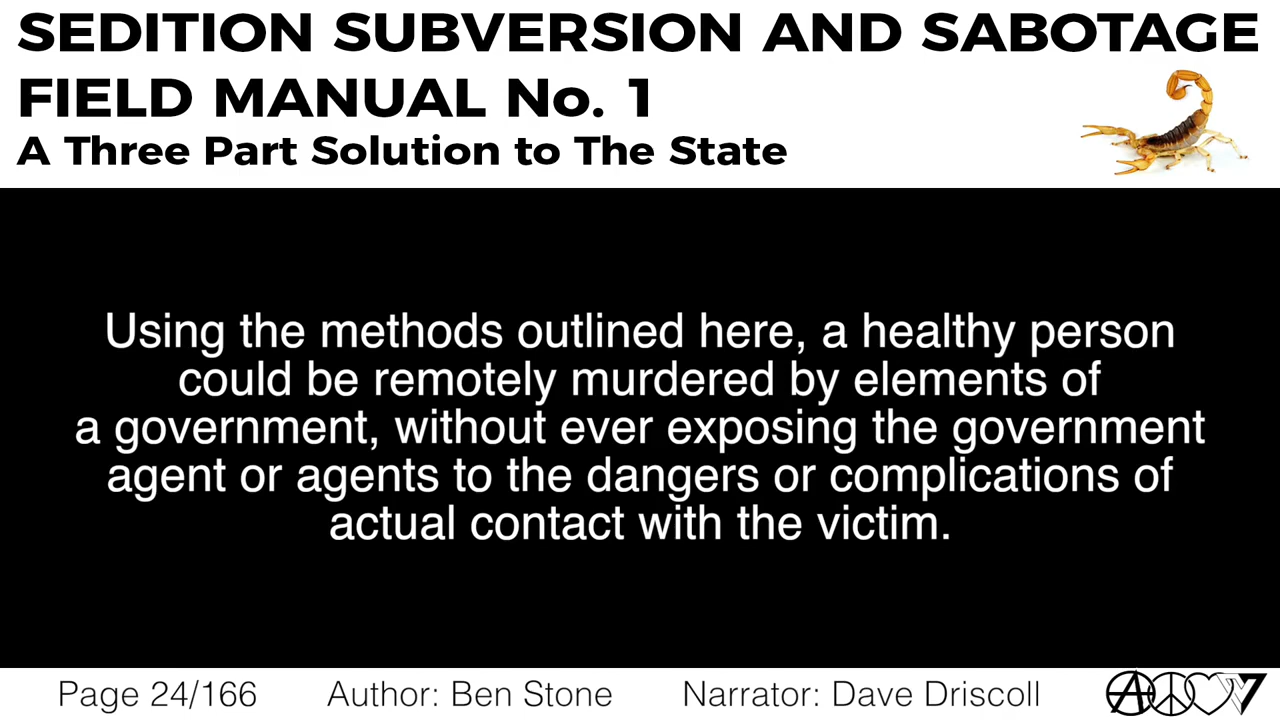 SEDITION SUBVERSION AND SABOTAGE
FIELD MANUAL No. 1
A Three Part Solution to The State
Using the methods outlined here, a healthy person
could be remotely murdered by elements of
a government, without ever exposing the government
agent or agents to the dangers or complications of
actual contact with the victim.
Page 24/166 Author: Ben Stone Narrator: Dave Driscoll